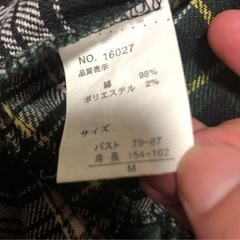 NO. 16027
品質表示
綿 98%
ポリエステル 2%
サイズ
バスト 79-87
身長 154-162
M